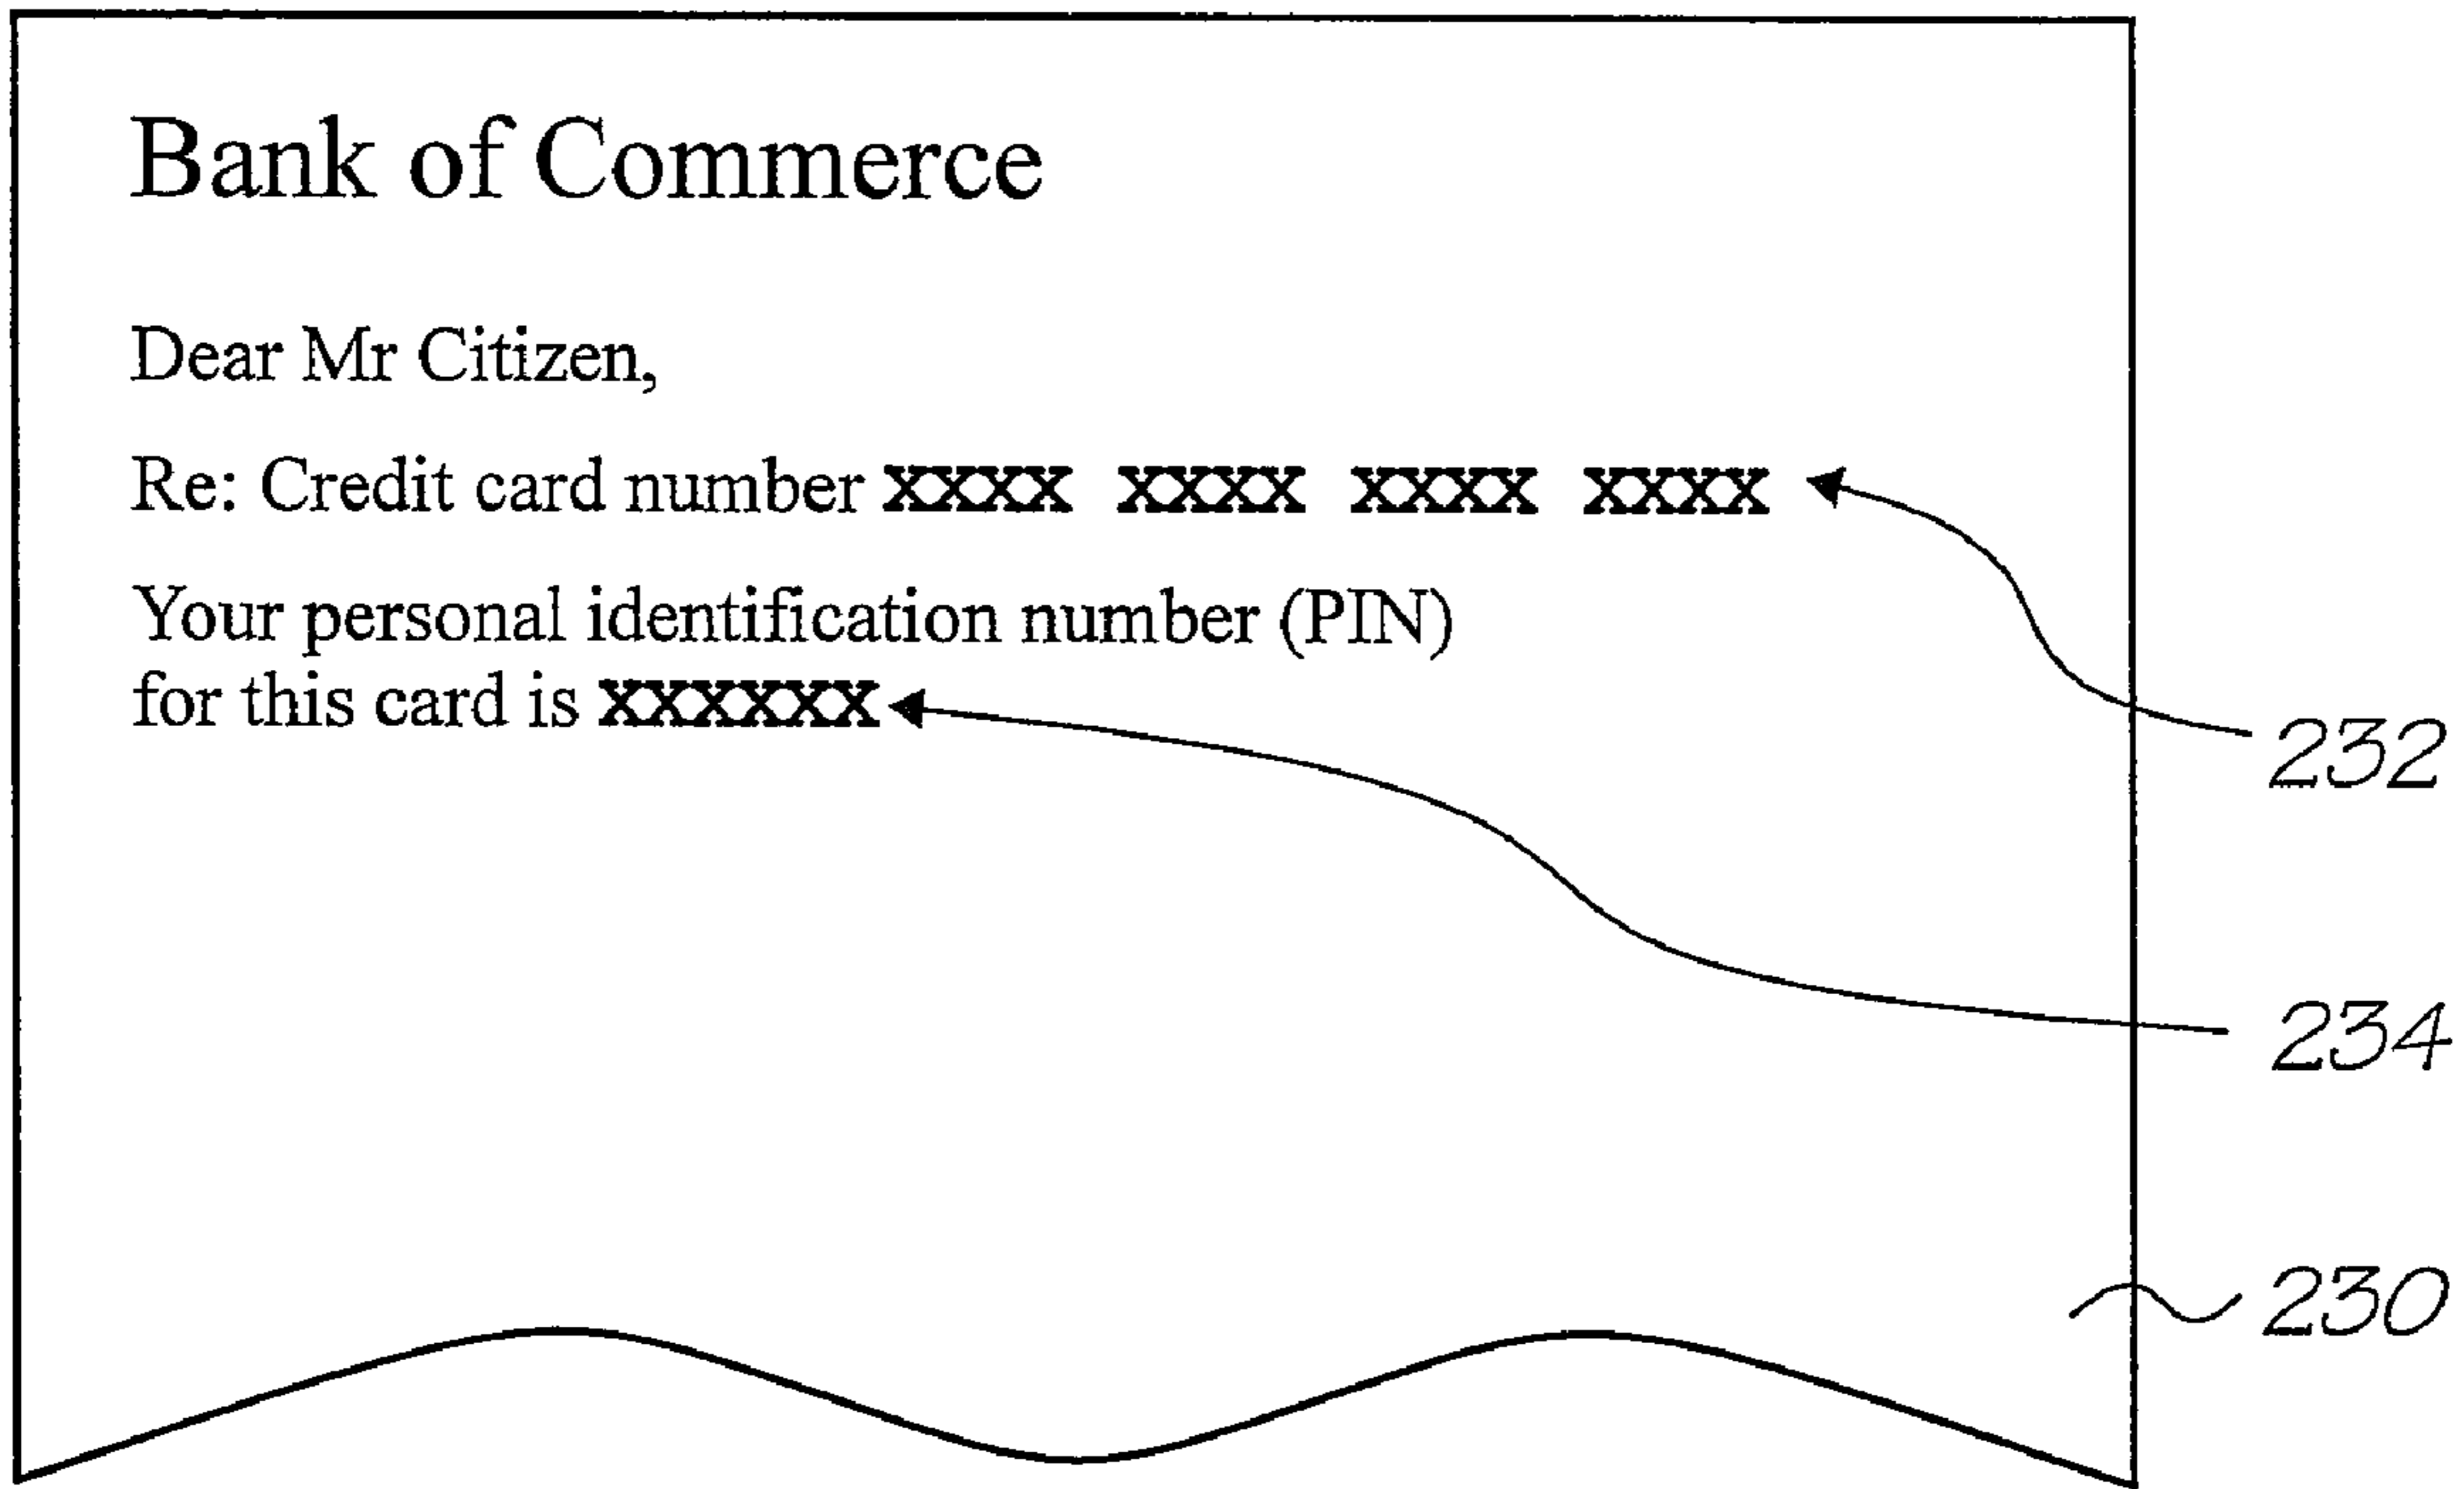 Bank of Commerce
Dear Mr Citizen,
Re: Credit card number xxxx xxxx xxxx xxxx
Your personal identification number (PIN)
for this card is xxxxxx
232
234
230